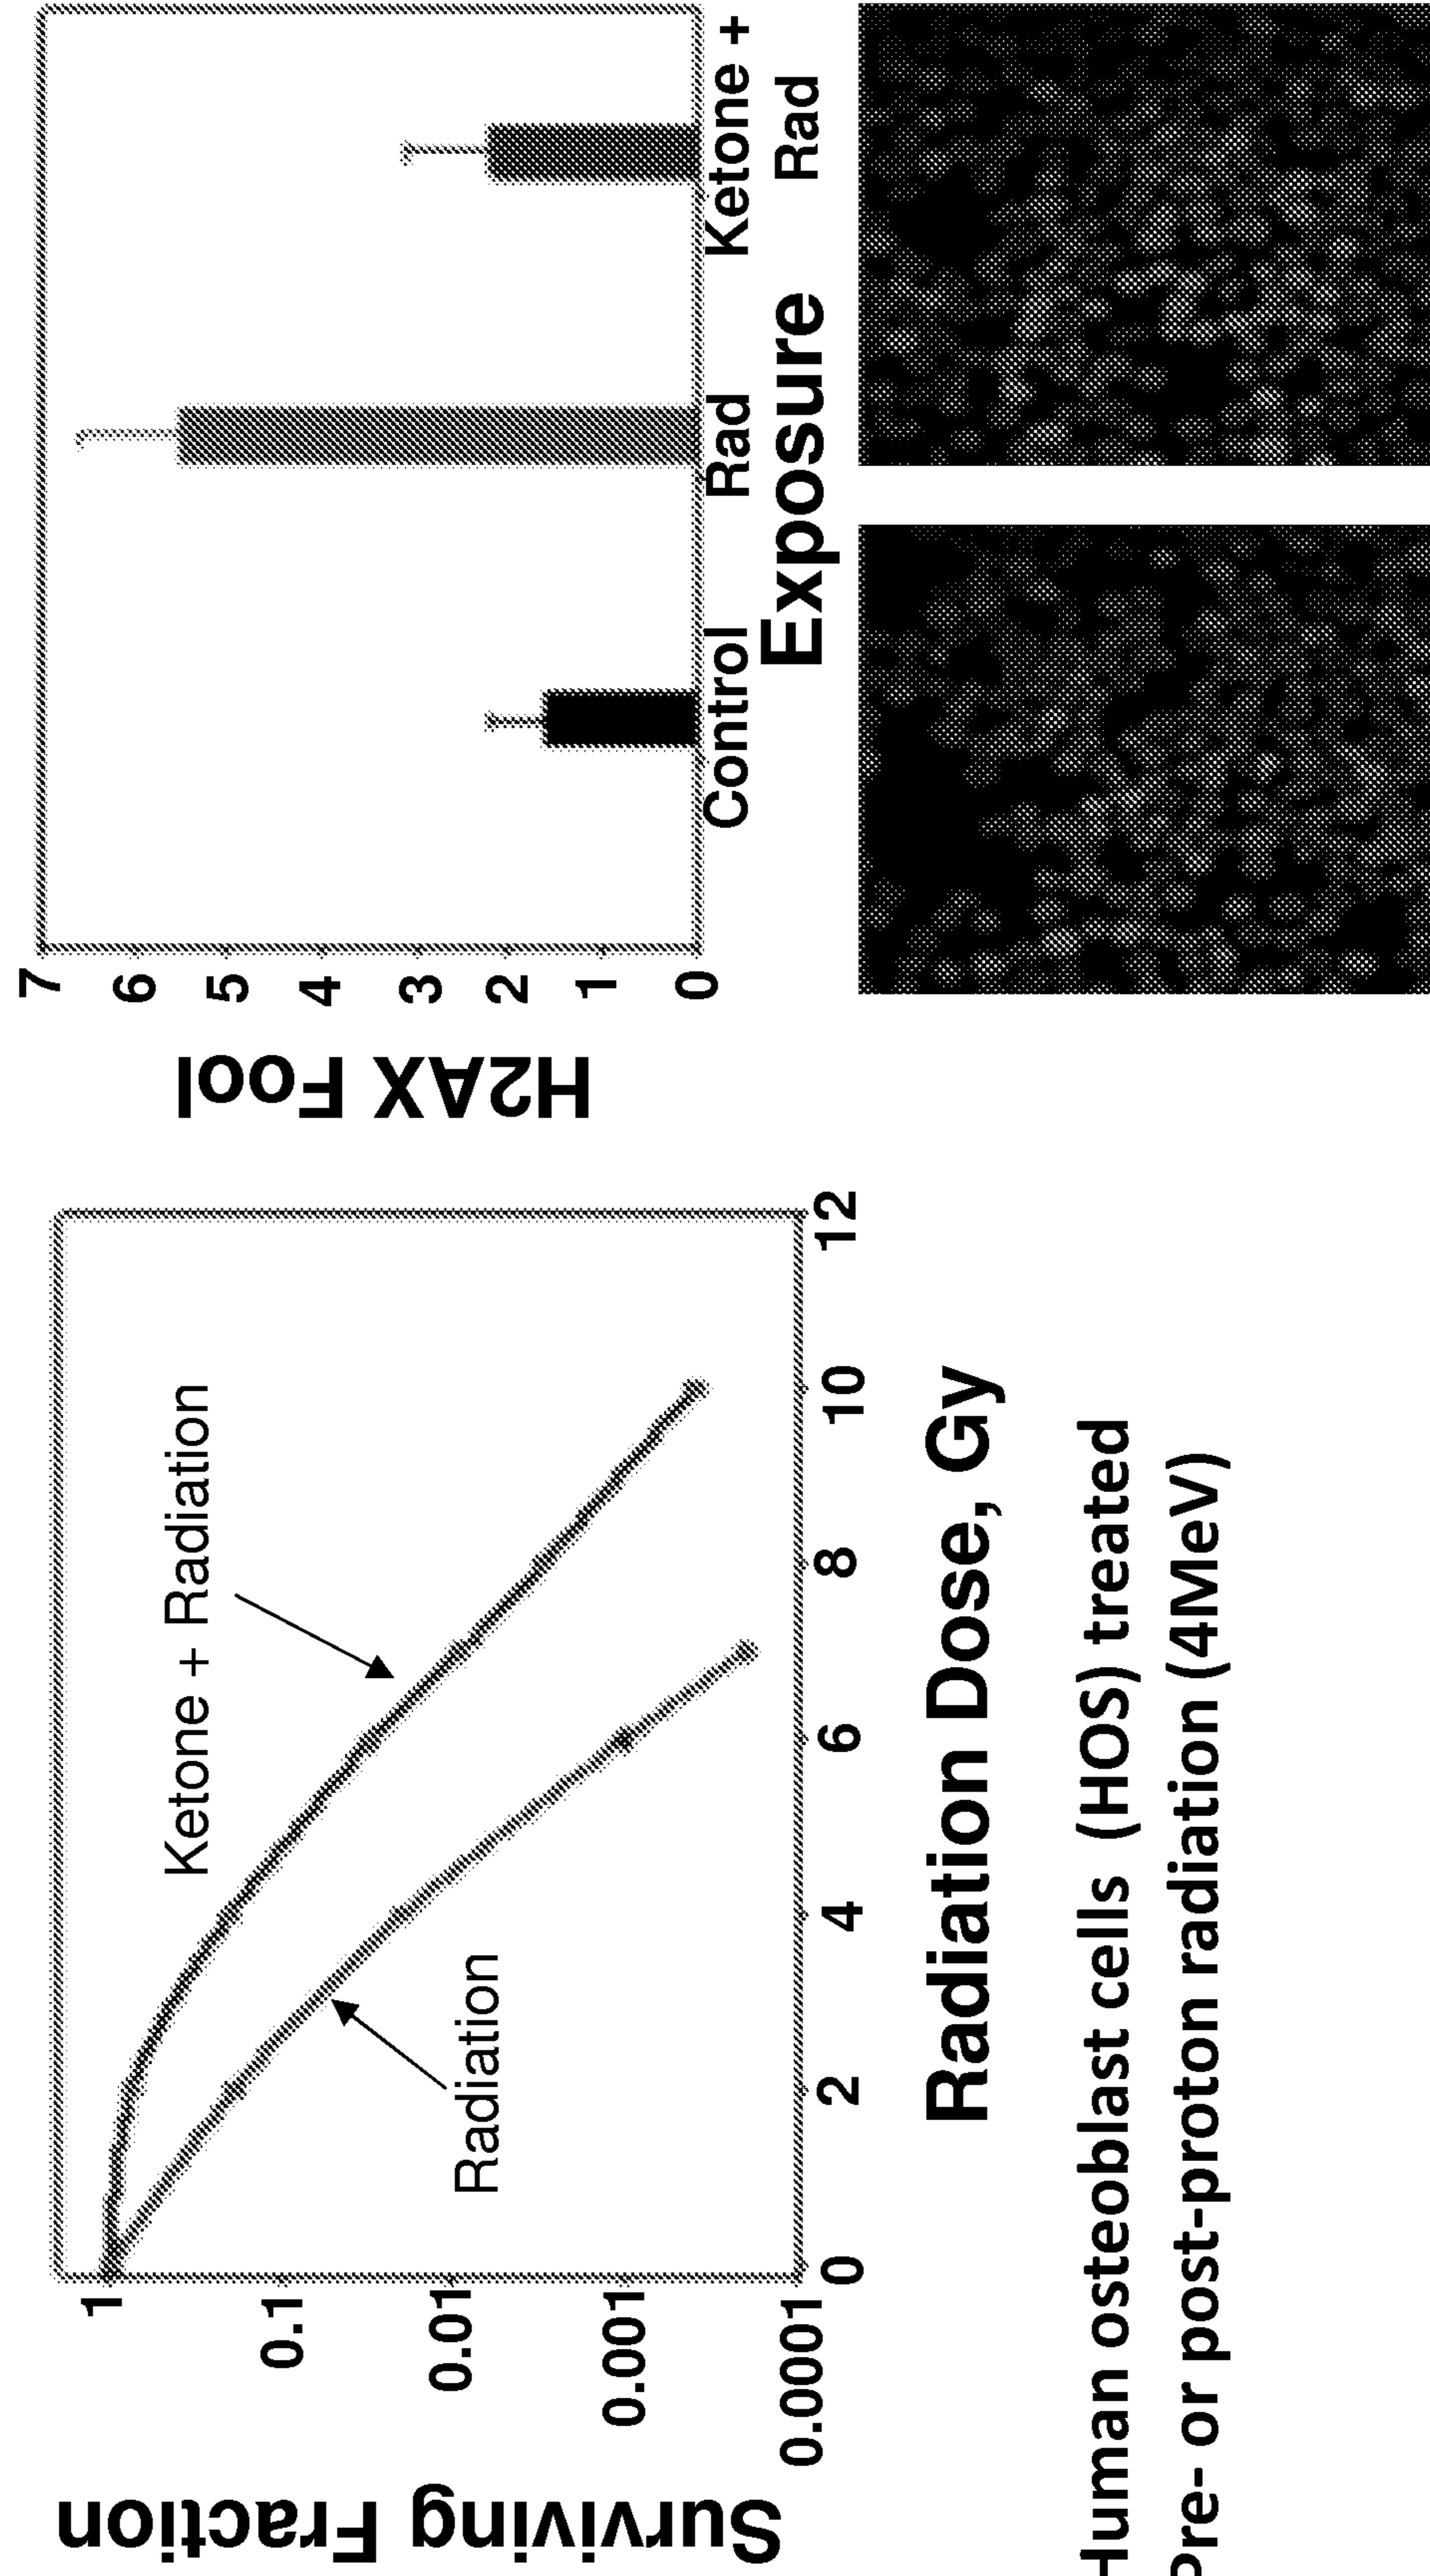 Surviving Fraction
1
0.1
0.01
0.001
0.0001
Ketone + Radiation
Radiation
0
2
4
6
8
10
12
Radiation Dose, Gy
Human osteoblast cells (HOS) treated
Pre- or post-proton radiation (4MeV)
H2AX Fool
7
6
5
4
3
2
1
0
Control
Rad
Ketone +
Rad
Exposure